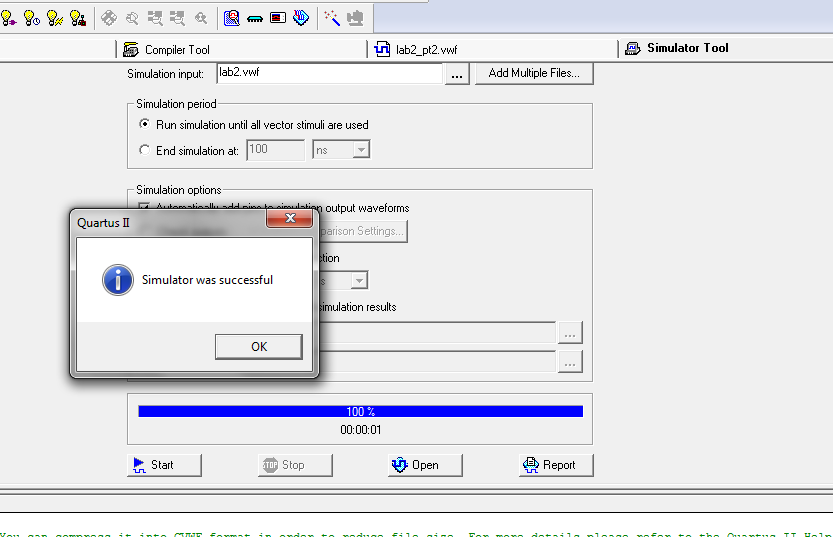 Compiler Tool
lab2_pt2.vwf
Simulator Tool
Simulation input:
lab2.vwf
...
Add Multiple Files...
Simulation period
Run simulation until all vector stimuli are used
End simulation at:
100
ns
Simulation options
Automatically add pins to simulation output waveforms
Quartus II
parison Settings...
Simulator was successful
simulation results
...
OK
...
100 %
00:00:01
Start
STOP
Stop
Open
Report
You can compress it into CVWF format in order to reduce file size. For more details please refer to the Quartus II Help